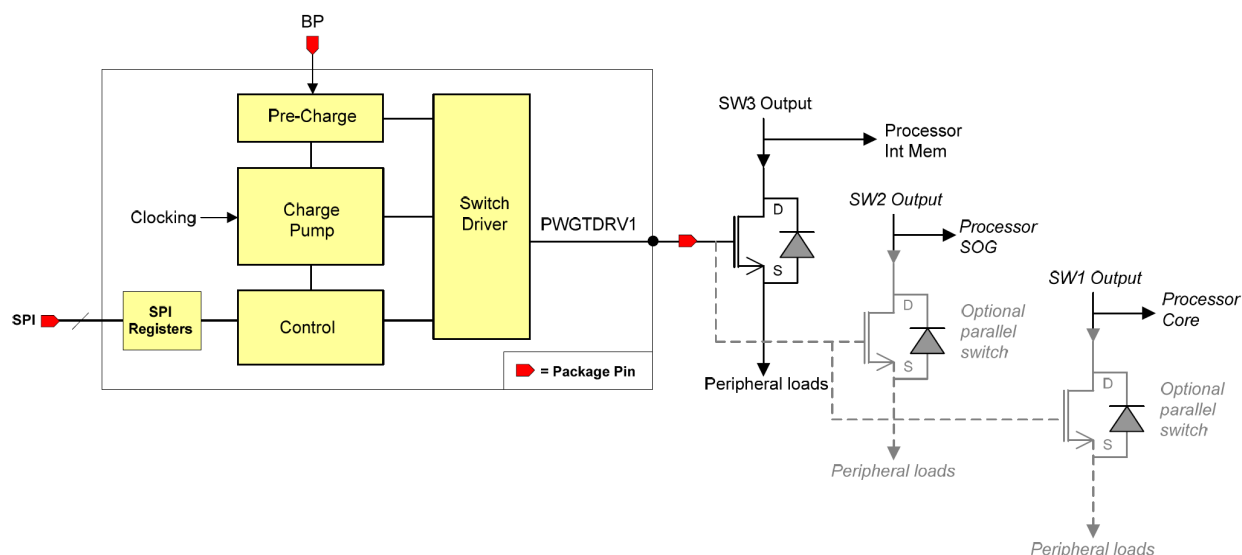 BP
Pre-Charge
SW3 Output
Processor
Int Mem
Clocking
Charge
Pump
Switch
Driver
PWGTDRV1
D
S
SW2 Output
Processor
SOG
D
S
Optional
parallel
switch
SW1 Output
Processor
Core
D
S
Optional
parallel
switch
SPI
SPI
Registers
Control
= Package Pin
Peripheral loads
Peripheral loads
Peripheral loads